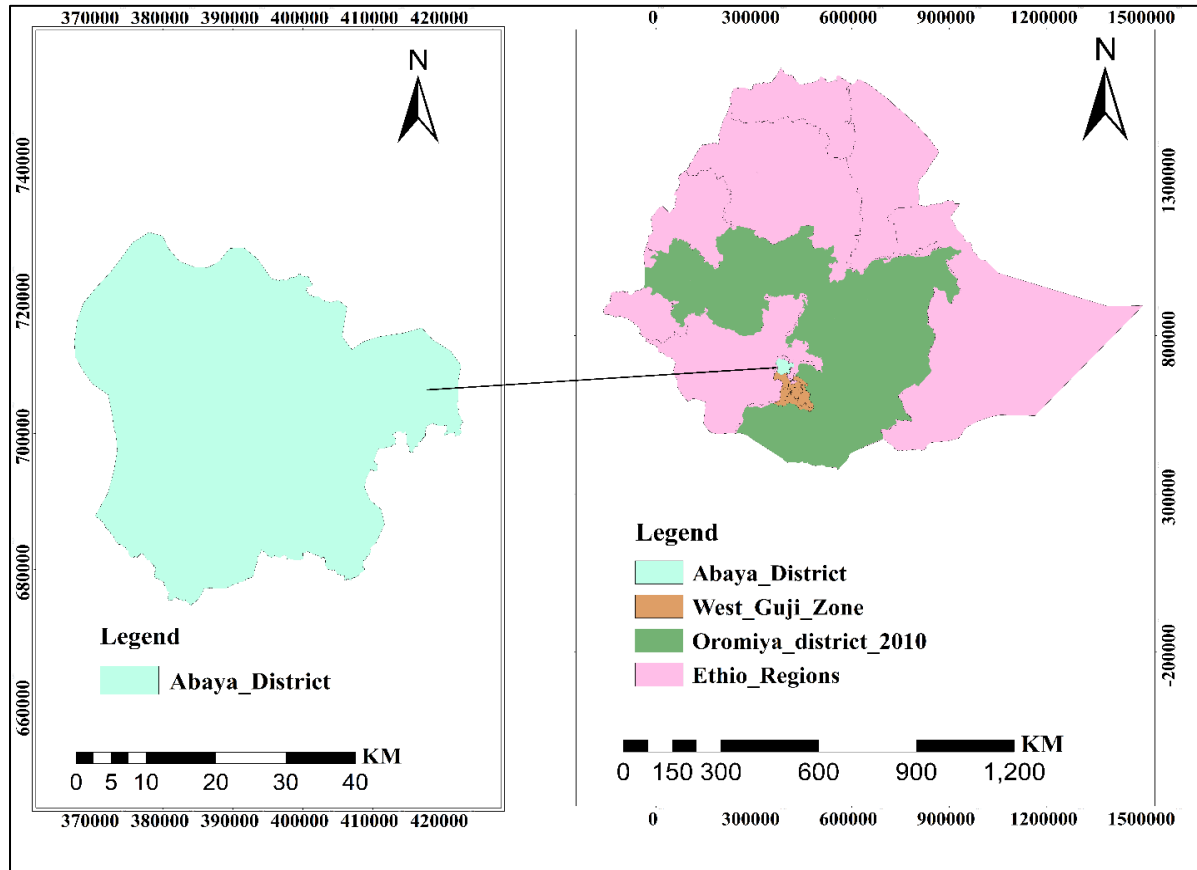 370000 380000 390000 400000 410000 420000
N
740000
720000
700000
680000
660000
Legend
Abaya_District
KM
0 5 10 20 30 40
370000 380000 390000 400000 410000 420000
0 300000 600000 900000 1200000 1500000
N
1300000
800000
300000
-200000
Legend
Abaya_District
West_Guji_Zone
Oromiya_district_2010
Ethio_Regions
KM
0 150 300 600 900 1,200
0 300000 600000 900000 1200000 1500000